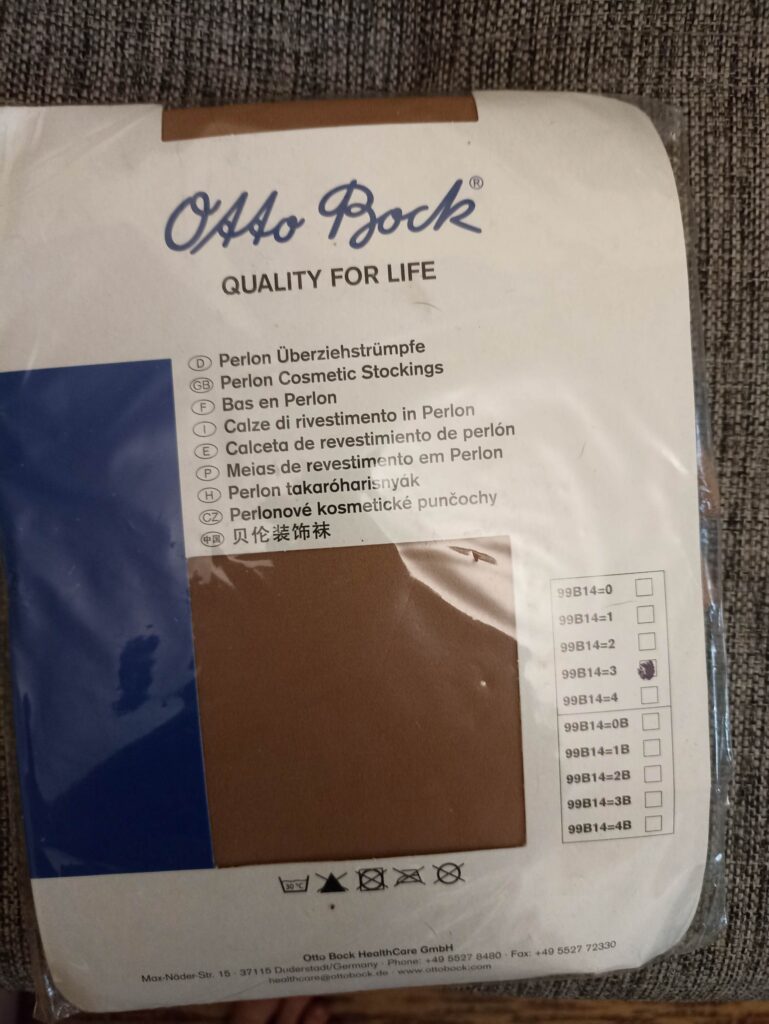 Otto Bock®
QUALITY FOR LIFE
D Perlon Überziehstrümpfe
GB Perlon Cosmetic Stockings
F Bas en Perlon
I Calze di rivestimento in Perlon
E Calceta de revestimiento de perlón
P Meias de revestimento em Perlon
H Perlon takaróharisnyák
CZ Perlonové kosmetické punčochy
中国 贝伦装饰袜
99B14=0
99B14=1
99B14=2
99B14=3
99B14=4
99B14=0B
99B14=1B
99B14=2B
99B14=3B
99B14=4B
30 °C
Otto Bock HealthCare GmbH
Max-Näder-Str. 15 · 37115 Duderstadt/Germany · Phone: +49 5527 8480 · Fax: +49 5527 72330
healthcare@ottobock.de · www.ottobock.com